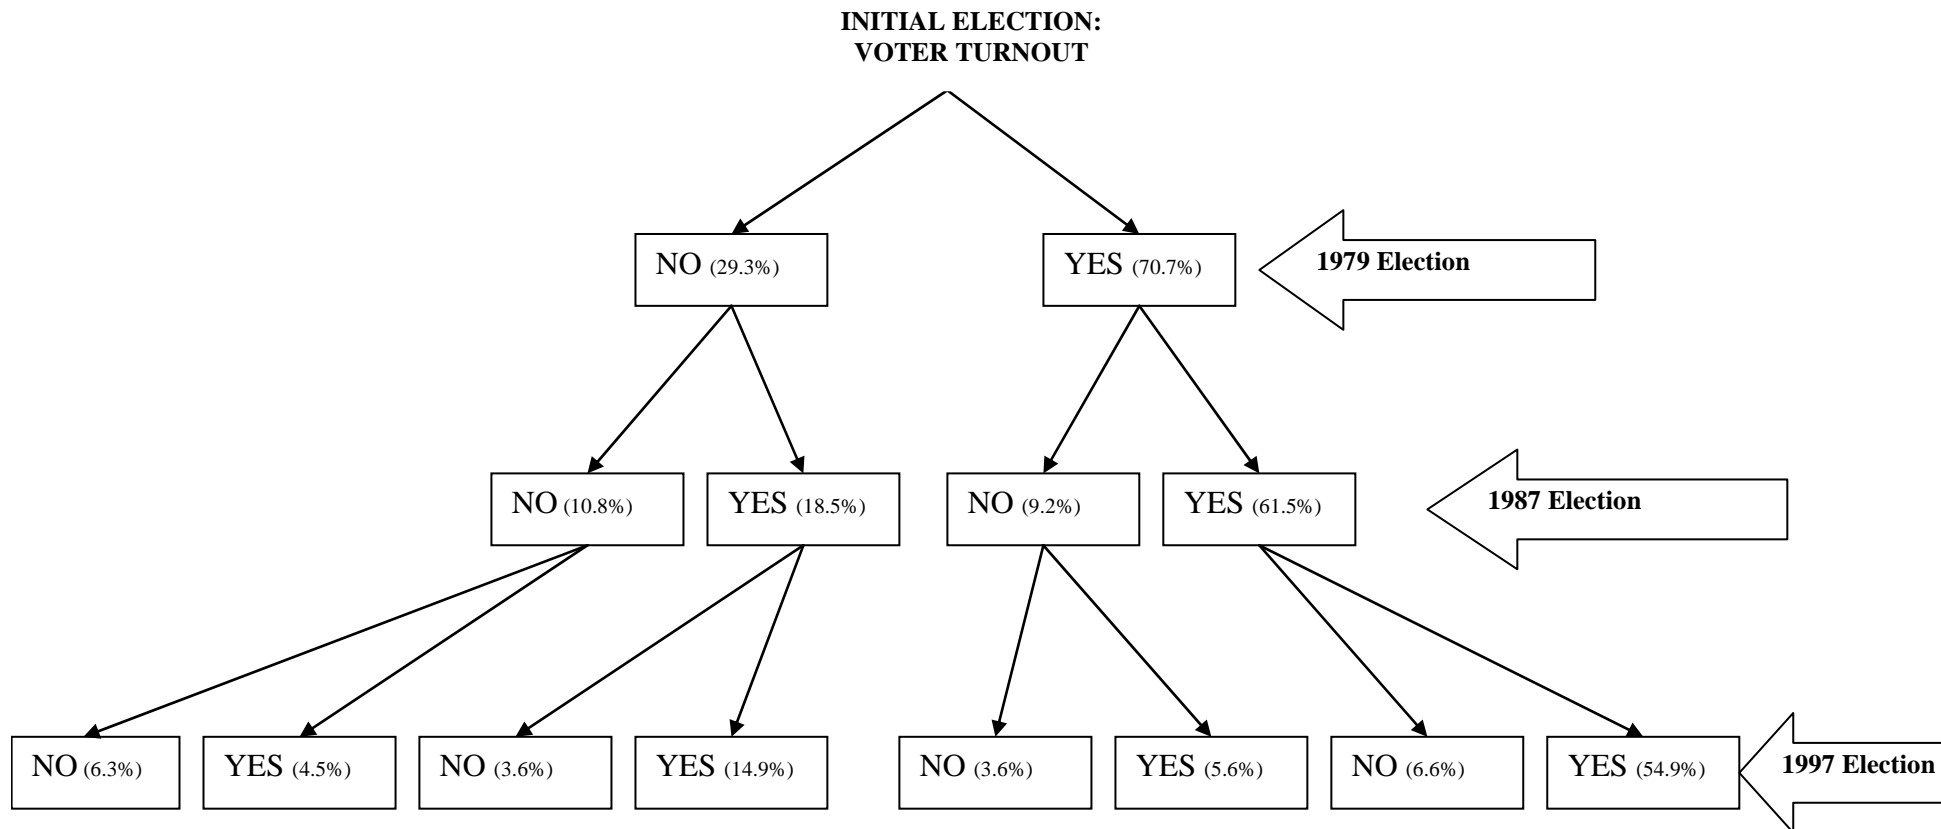 INITIAL ELECTION:
VOTER TURNOUT
NO (29.3%)
YES (70.7%)
1979 Election
NO (10.8%)
YES (18.5%)
NO (9.2%)
YES (61.5%)
1987 Election
NO (6.3%)
YES (4.5%)
NO (3.6%)
YES (14.9%)
NO (3.6%)
YES (5.6%)
NO (6.6%)
YES (54.9%)
1997 Election